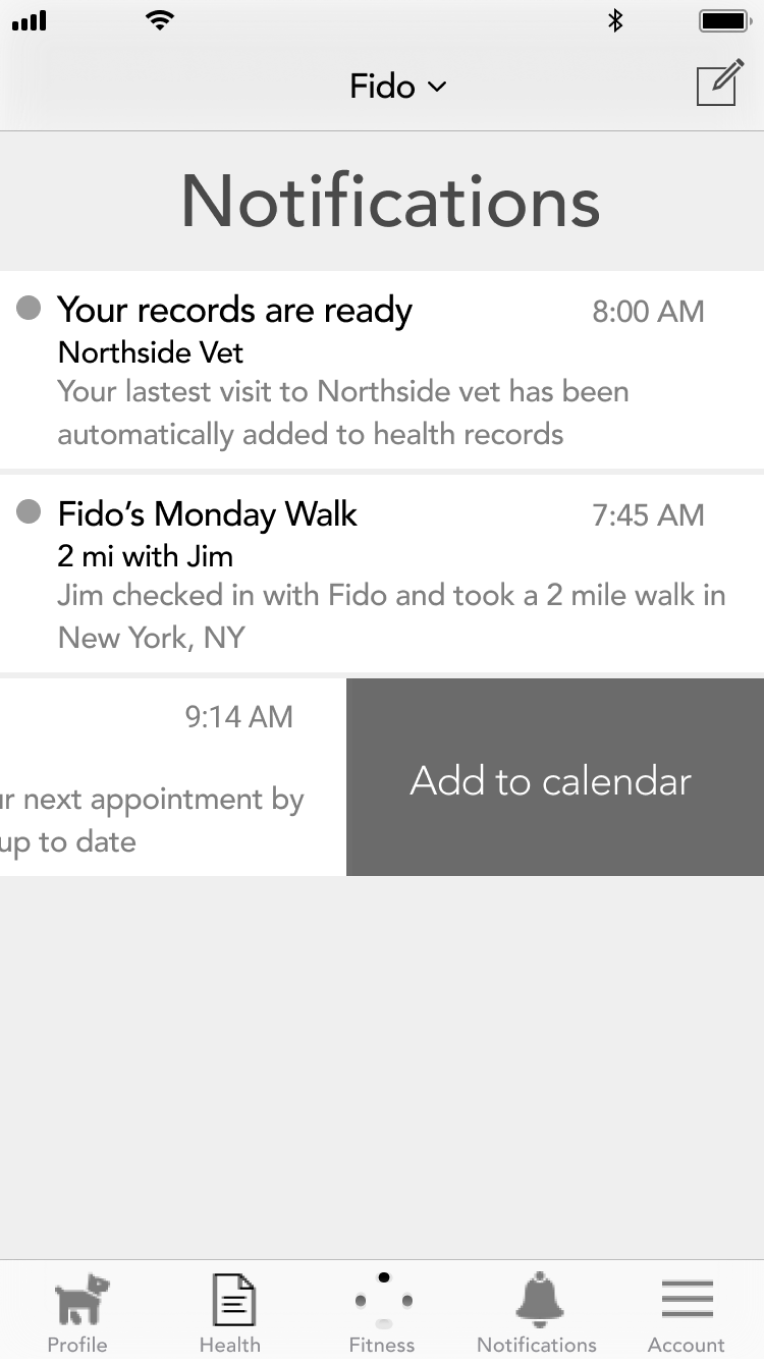 Fido
Notifications
Your records are ready 8:00 AM
Northside Vet
Your lastest visit to Northside vet has been
automatically added to health records
Fido’s Monday Walk 7:45 AM
2 mi with Jim
Jim checked in with Fido and took a 2 mile walk in
New York, NY
9:14 AM
next appointment by
up to date
Add to calendar
Profile Health Fitness Notifications Account